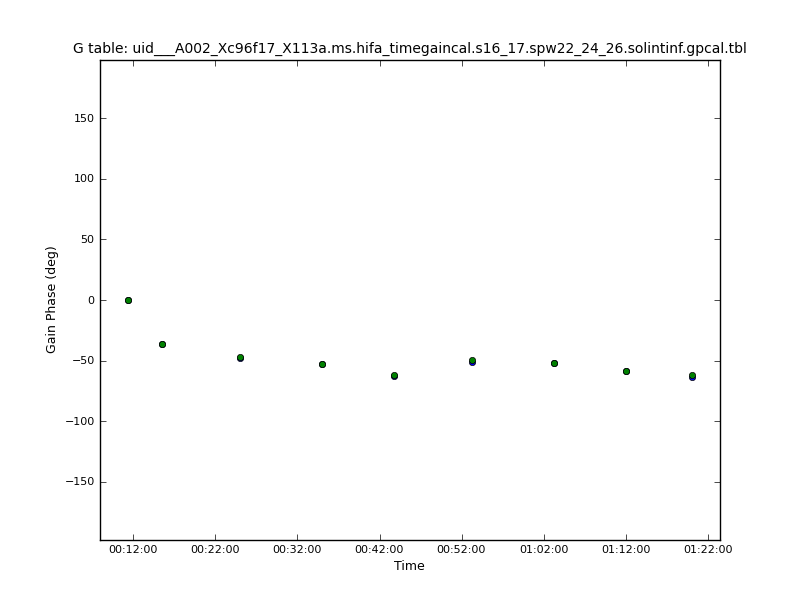 G table: uid___A002_Xc96f17_X113a.ms.hifa_timegaincal.s16_17.spw22_24_26.solintinf.gpcal.tbl
150
100
50
0
−50
−100
−150
Gain Phase (deg)
00:12:00 00:22:00 00:32:00 00:42:00 00:52:00 01:02:00 01:12:00 01:22:00
Time